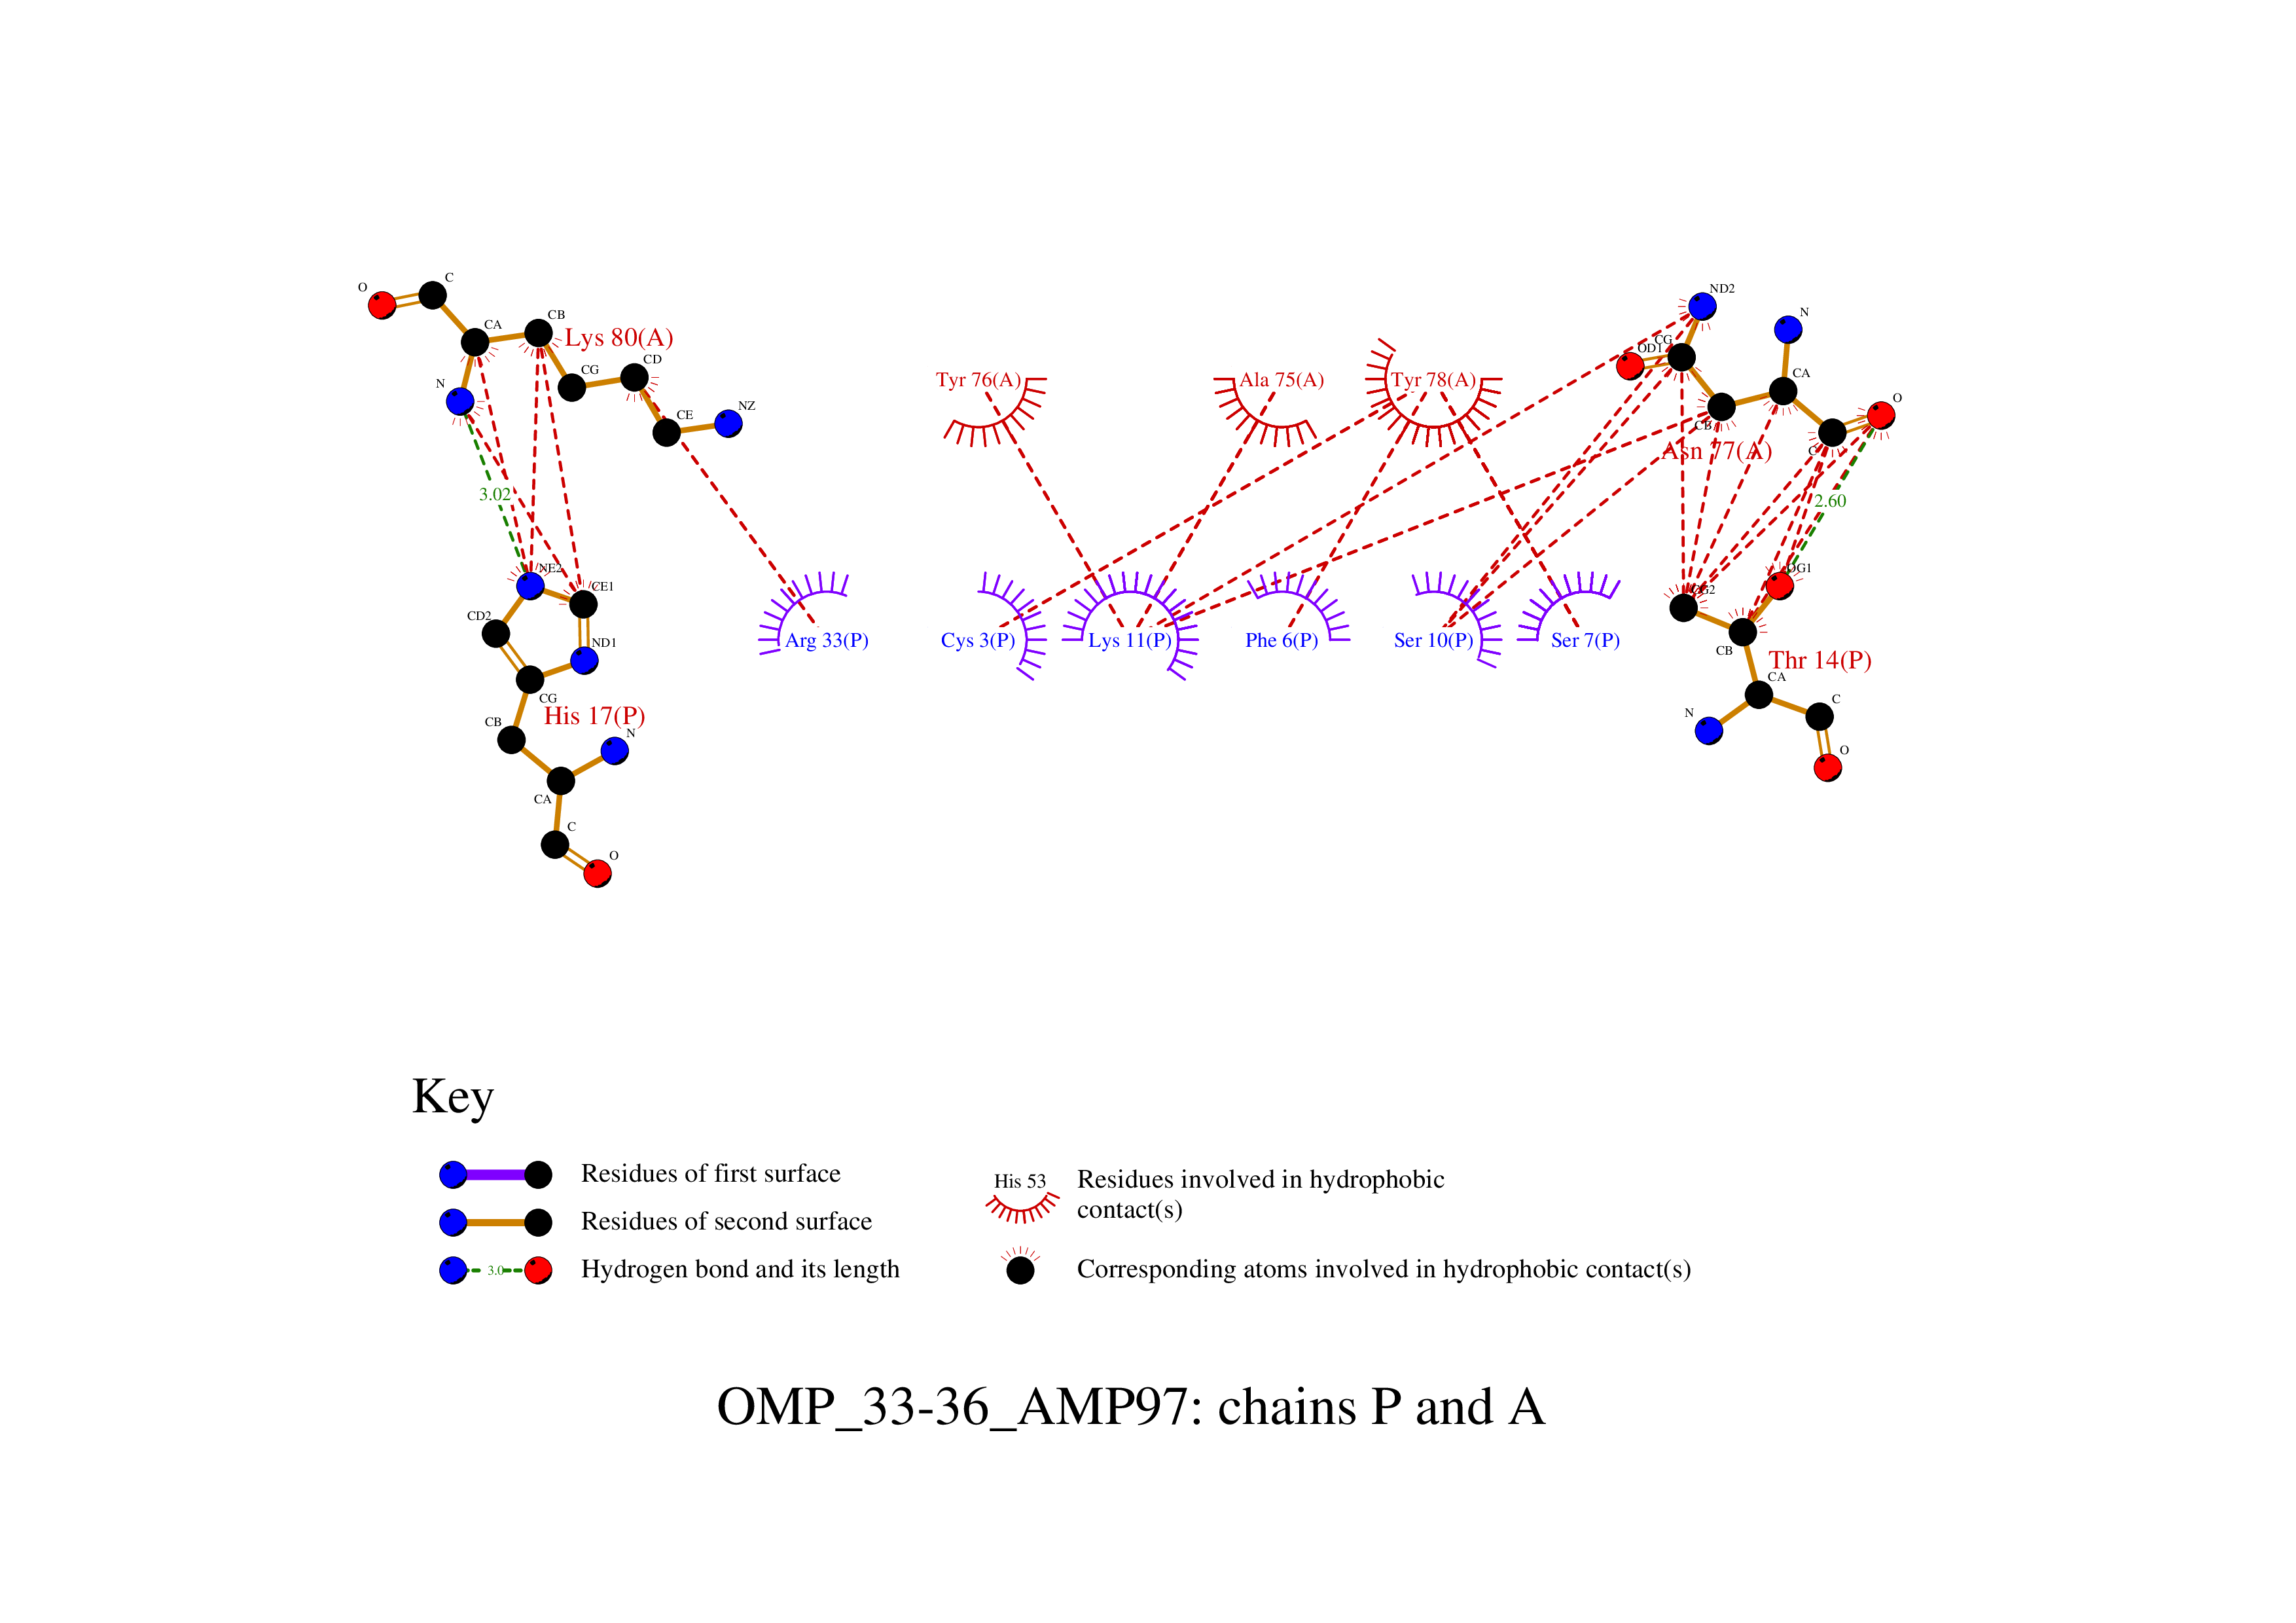 O
C
CA
CB
Lys 80(A)
CG
CD
N
CE
NZ
3.02
NE2
CE1
CD2
ND1
CG
His 17(P)
CB
N
CA
C
O
Tyr 76(A)
Ala 75(A)
Tyr 78(A)
Arg 33(P)
Cys 3(P)
Lys 11(P)
Phe 6(P)
Ser 10(P)
Ser 7(P)
ND2
N
CG
OD1
CA
O
CB
C
Asn 77(A)
2.60
OG1
CG2
CB
Thr 14(P)
CA
N
C
O
Key
Residues of first surface
Residues of second surface
3.0
Hydrogen bond and its length
His 53
Residues involved in hydrophobic
contact(s)
Corresponding atoms involved in hydrophobic contact(s)
OMP_33-36_AMP97: chains P and A